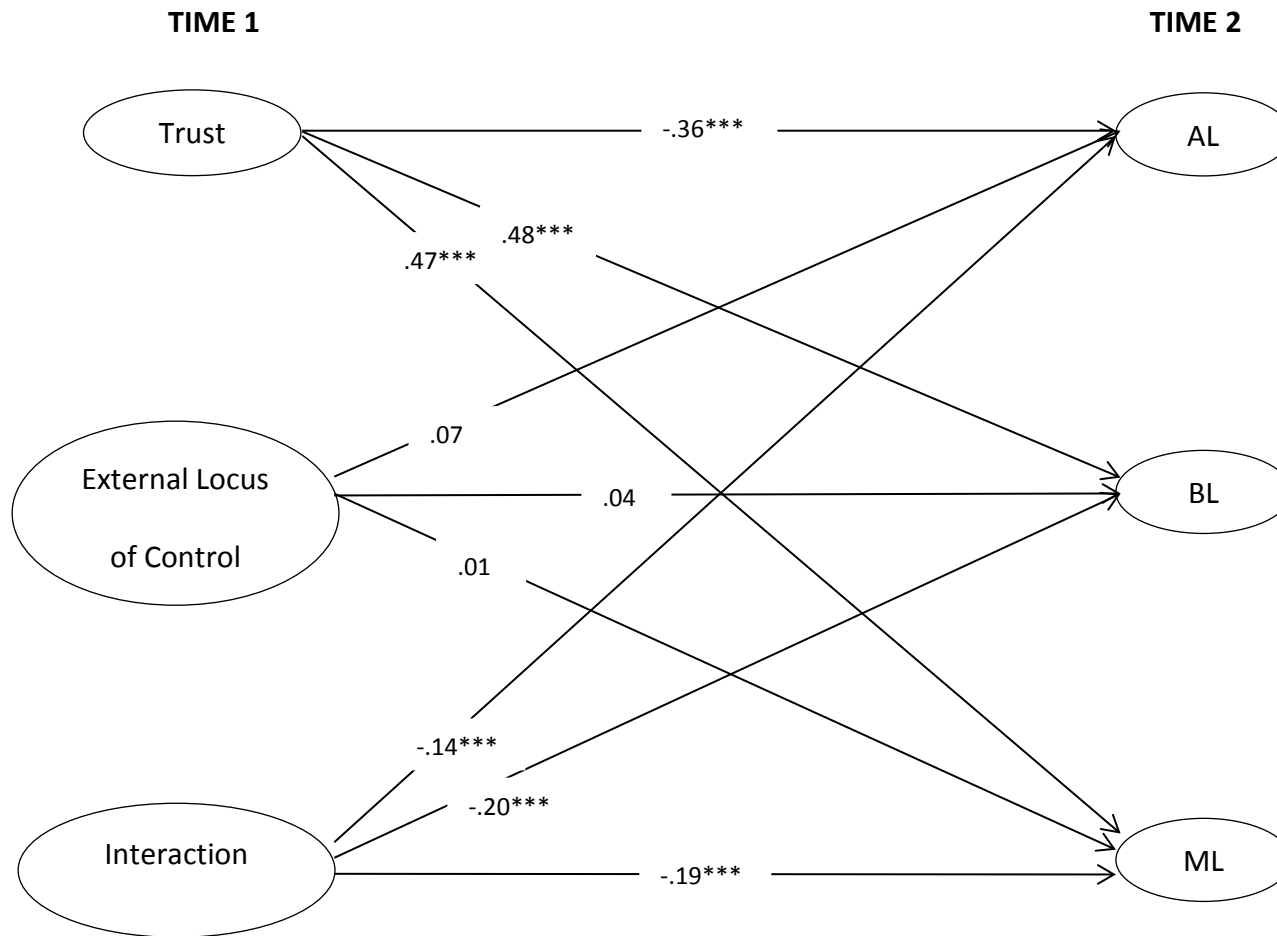 TIME 1
TIME 2
Trust
-.36***
AL
.48***
.47***
.07
External Locus
of Control
.04
BL
.01
-.14***
-.20***
Interaction
-.19***
ML